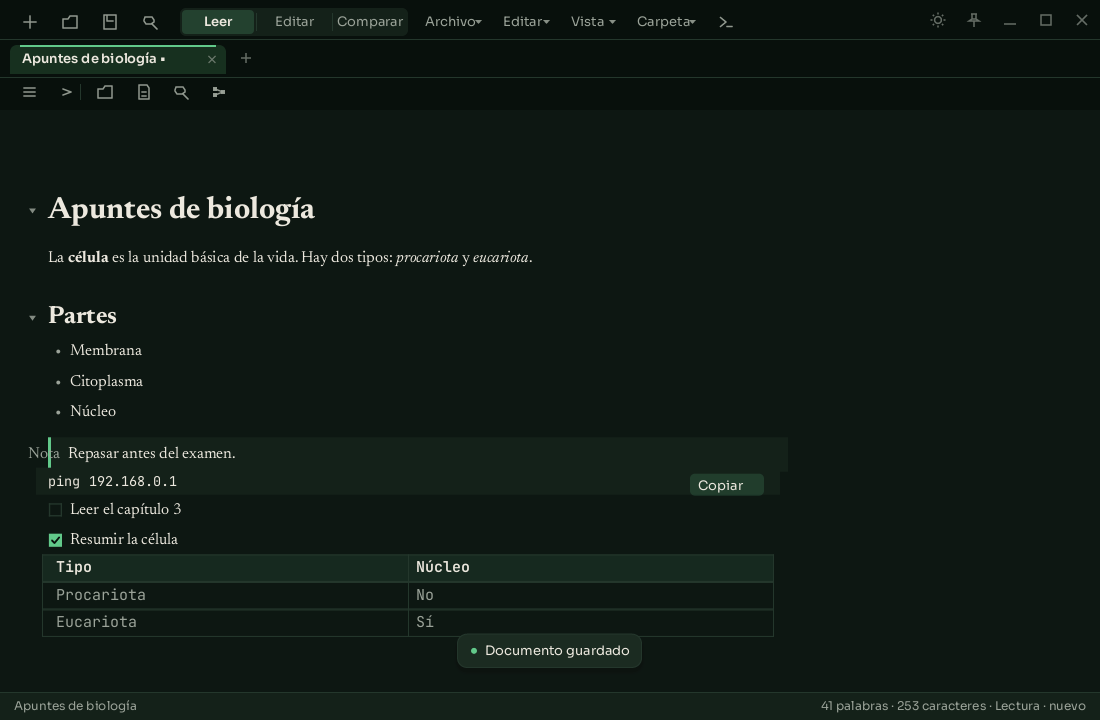 Leer Editar Comparar Archivo Editar Vista Carpeta
Apuntes de biología
Apuntes de biología
La célula es la unidad básica de la vida. Hay dos tipos: procariota y eucariota.
Partes
• Membrana
• Citoplasma
• Núcleo
Nota Repasar antes del examen.
ping 192.168.0.1 Copiar
Leer el capítulo 3
Resumir la célula
Tipo Núcleo
Procariota No
Eucariota Sí
Documento guardado
Apuntes de biología 41 palabras · 253 caracteres · Lectura · nuevo